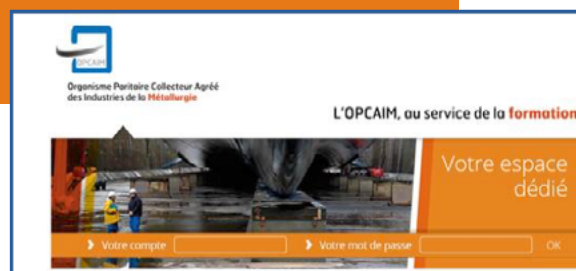 OPCAIM
Organisme Paritaire Collecteur Agréé
des Industries de la Métallurgie
L'OPCAIM, au service de la formation
Votre espace
dédié
Votre compte
Votre mot de passe
OK